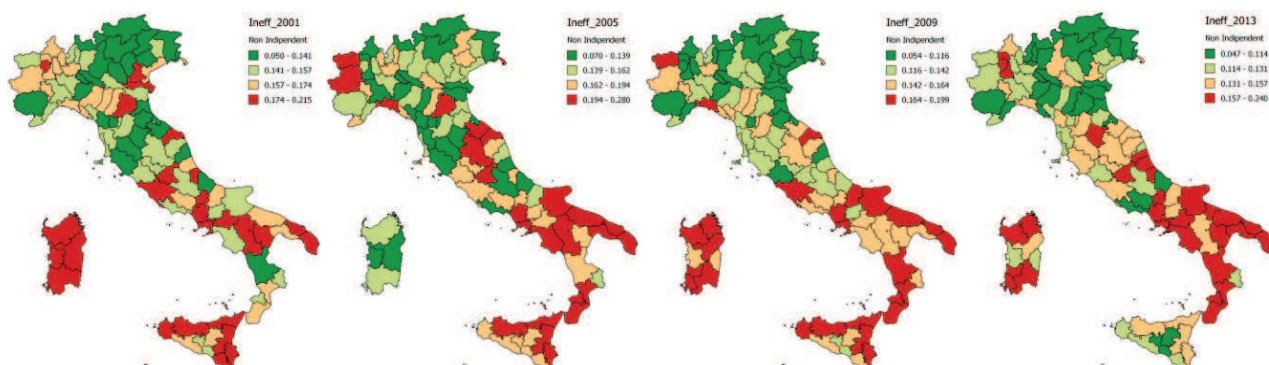 Ineff_2001
Non Indipendent
0.050 - 0.141
0.141 - 0.157
0.157 - 0.174
0.174 - 0.215
Ineff_2005
Non Indipendent
0.070 - 0.139
0.139 - 0.162
0.162 - 0.194
0.194 - 0.280
Ineff_2009
Non Indipendent
0.054 - 0.116
0.116 - 0.142
0.142 - 0.164
0.164 - 0.199
Ineff_2013
Non Indipendent
0.047 - 0.114
0.114 - 0.131
0.131 - 0.157
0.157 - 0.240